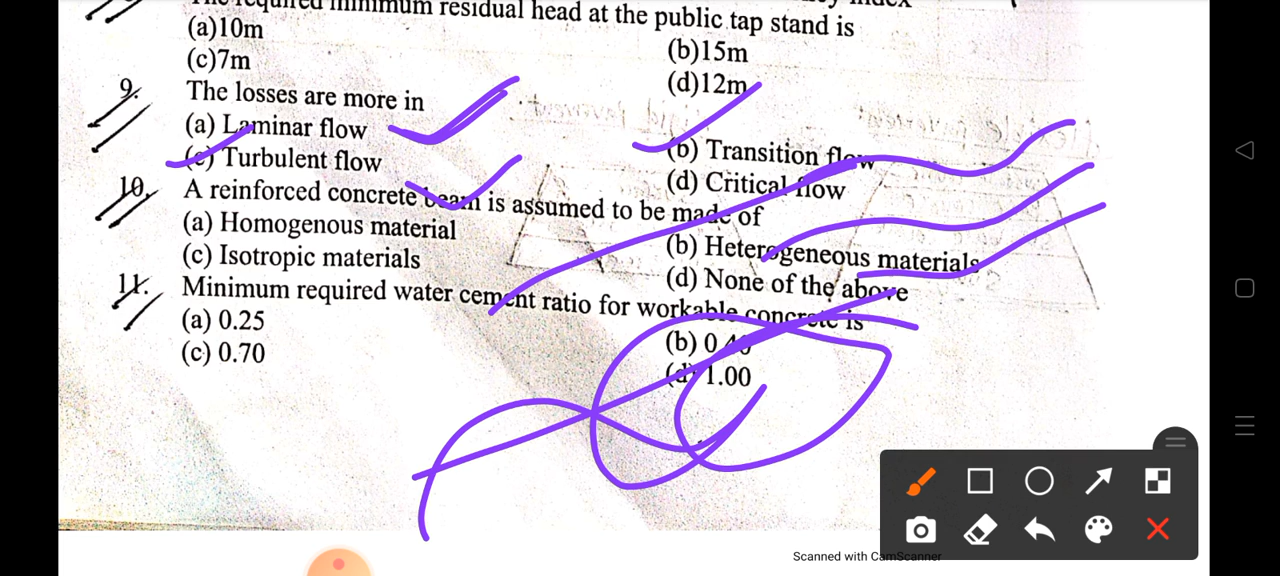 required minimum residual head at the public tap stand is
(a)10m
(b)15m
(c)7m
(d)12m
9. The losses are more in
(a) Laminar flow
(b) Transition flow
(c) Turbulent flow
(d) Critical flow
10. A reinforced concrete beam is assumed to be made of
(a) Homogenous material
(b) Heterogeneous materials
(c) Isotropic materials
(d) None of the above
11. Minimum required water cement ratio for workable concrete is
(a) 0.25
(b) 0.40
(c) 0.70
(d) 1.00
Scanned with CamScanner